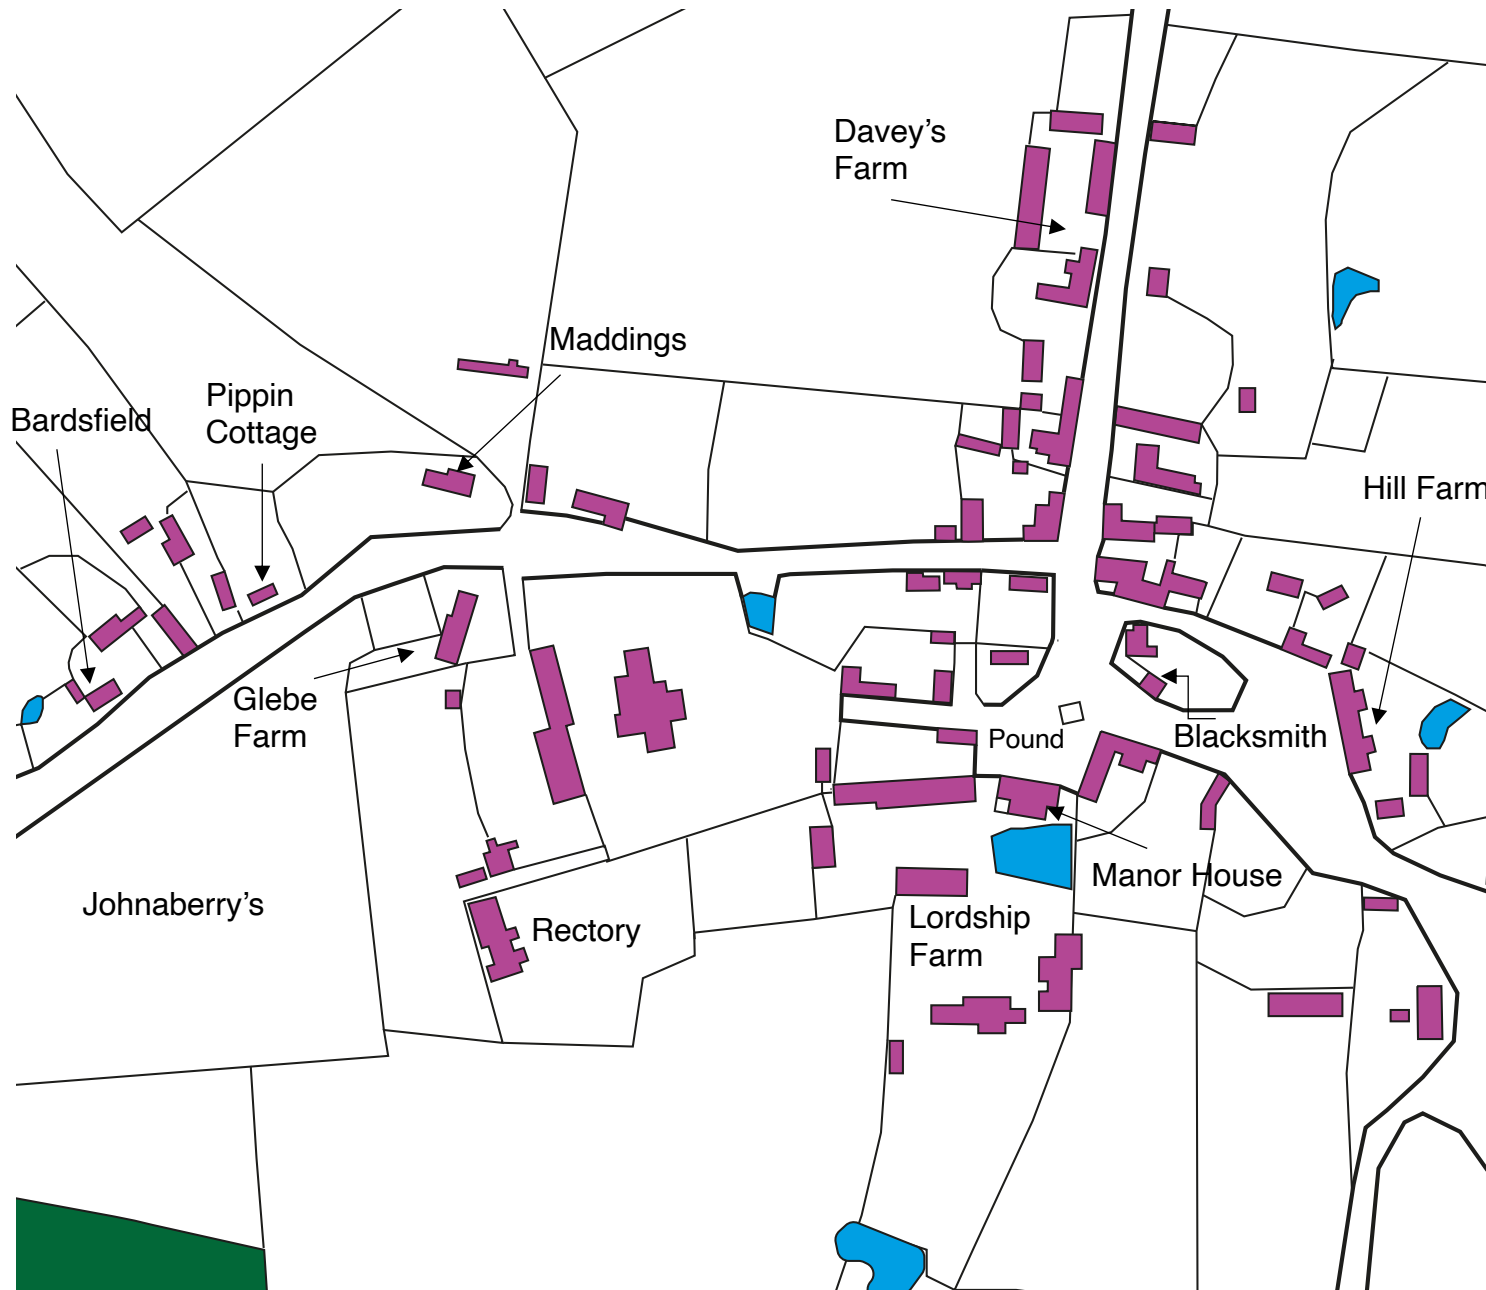 Davey's
Farm
Maddings
Pippin
Cottage
Bardsfield
Hill Farm
Glebe
Farm
Pound
Blacksmith
Manor House
Johnaberry's
Rectory
Lordship
Farm